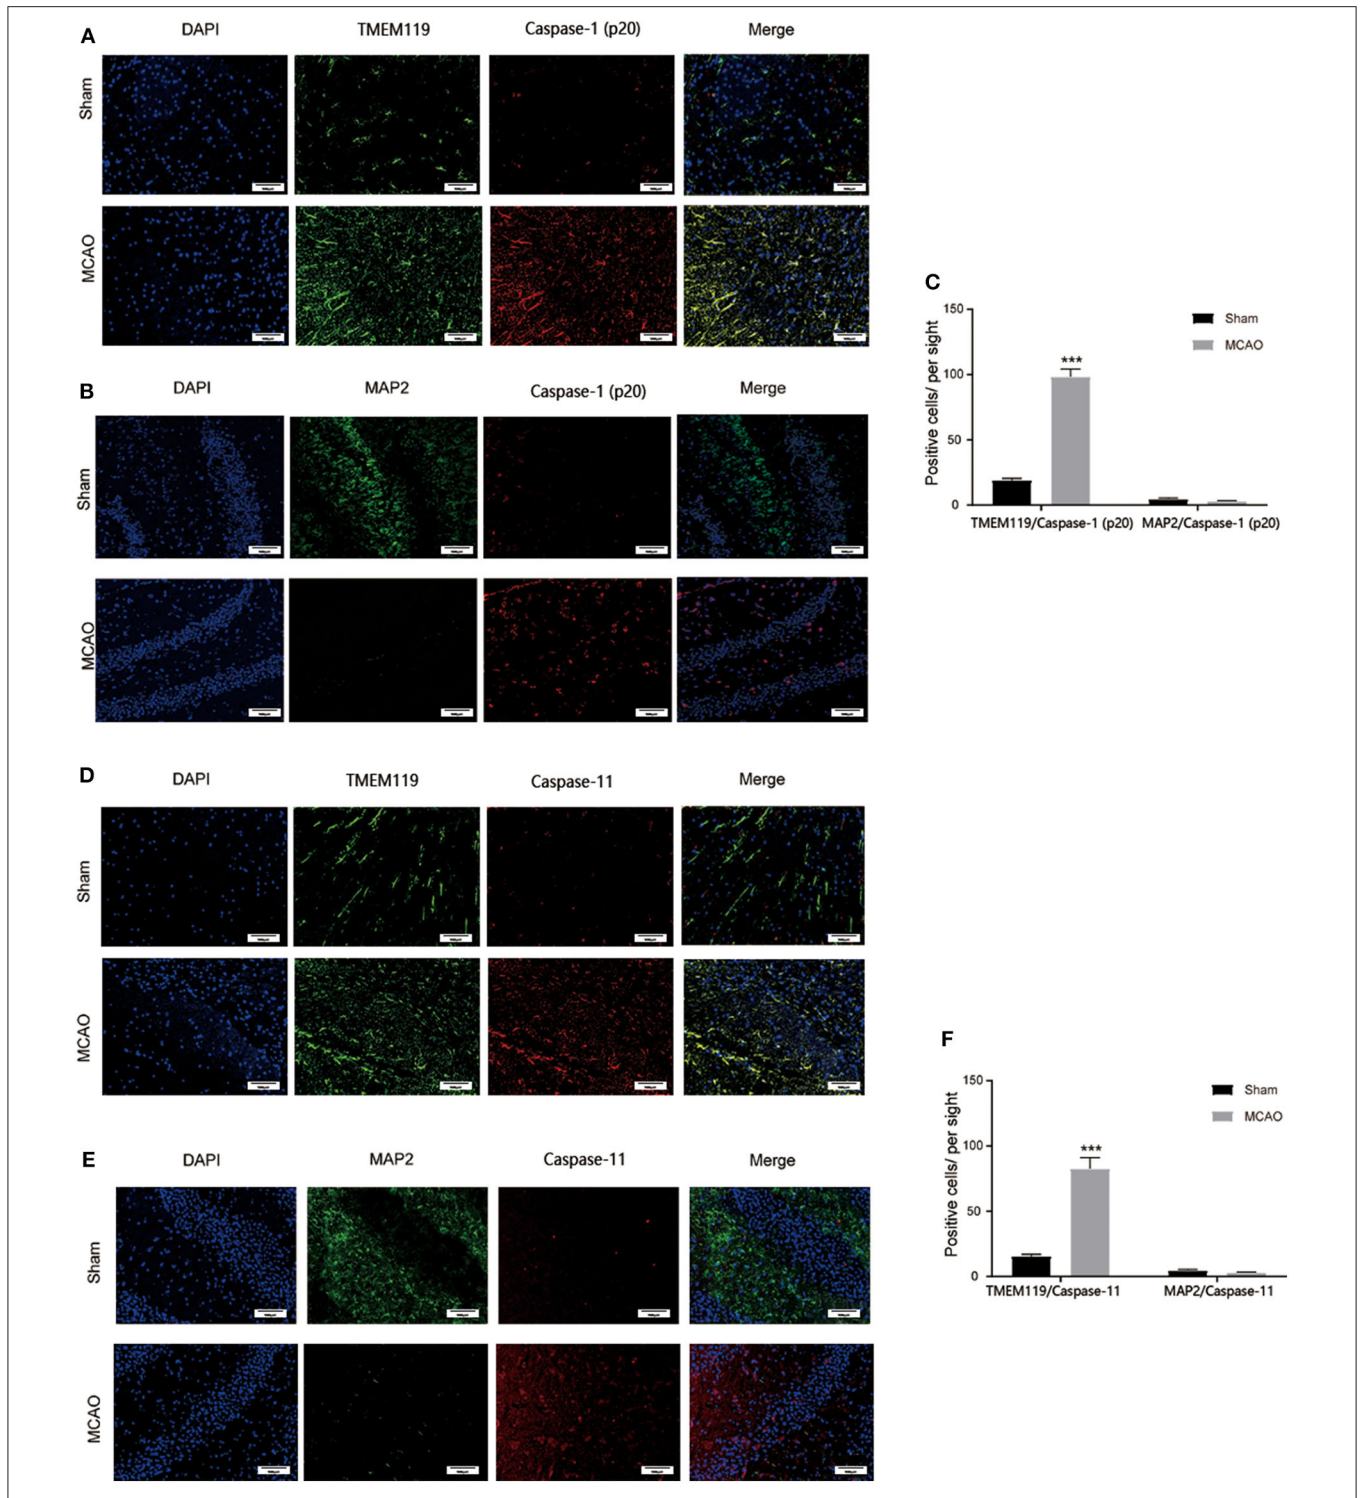 A
DAPI TMEM119 Caspase-1 (p20) Merge
Sham
MCAO
B
DAPI MAP2 Caspase-1 (p20) Merge
Sham
MCAO
C
150
100
50
0
Positive cells/ per sight
Sham
MCAO
***
TMEM119/Caspase-1 (p20) MAP2/Caspase-1 (p20)
D
DAPI TMEM119 Caspase-11 Merge
Sham
MCAO
E
DAPI MAP2 Caspase-11 Merge
Sham
MCAO
F
150
100
50
0
Positive cells/ per sight
Sham
MCAO
***
TMEM119/Caspase-11 MAP2/Caspase-11